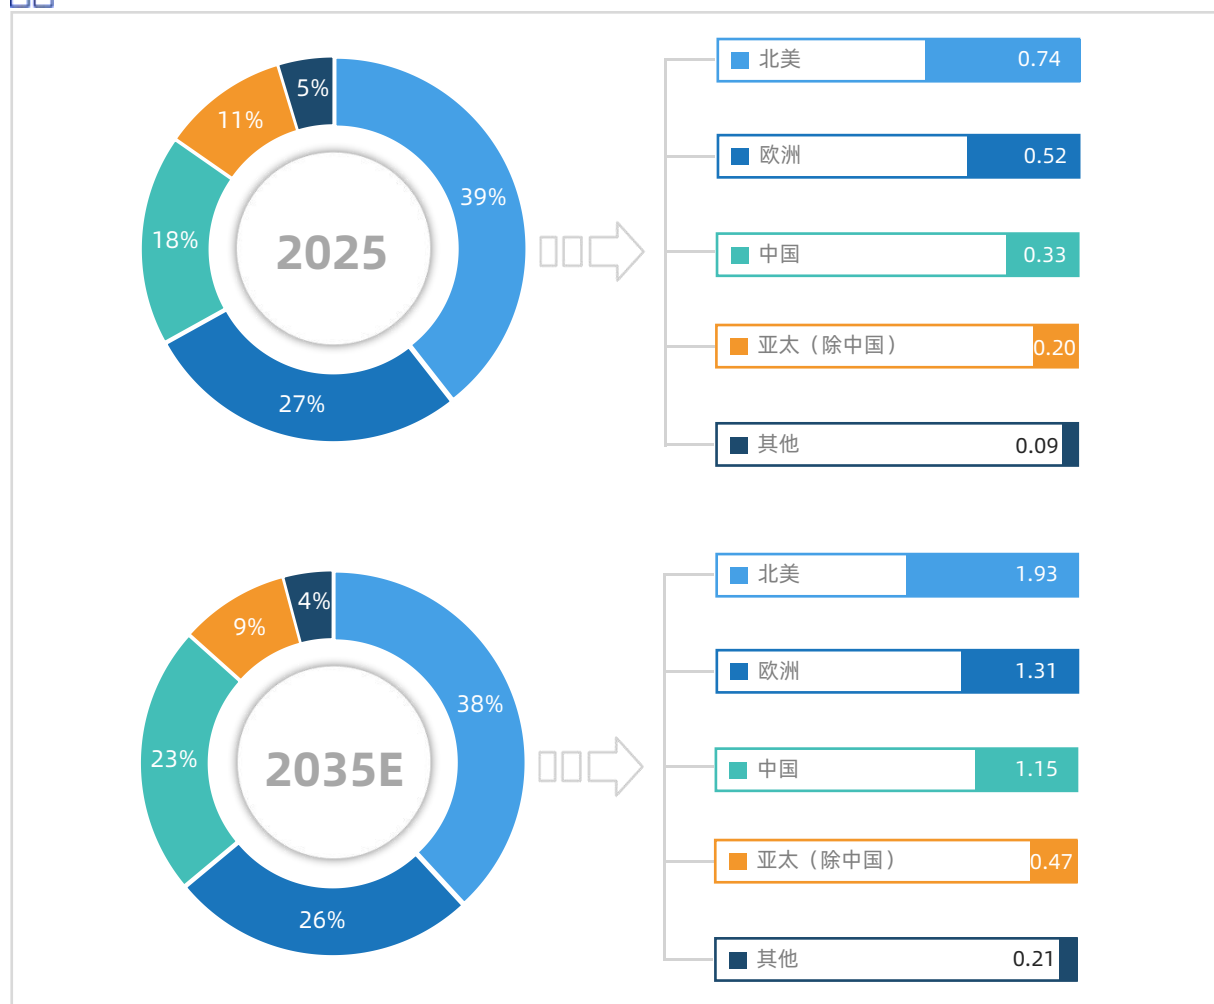 5%
11%
39%
18%
27%
2025
北美
0.74
欧洲
0.52
中国
0.33
亚太（除中国）
0.20
其他
0.09
4%
9%
38%
23%
26%
2035E
北美
1.93
欧洲
1.31
中国
1.15
亚太（除中国）
0.47
其他
0.21